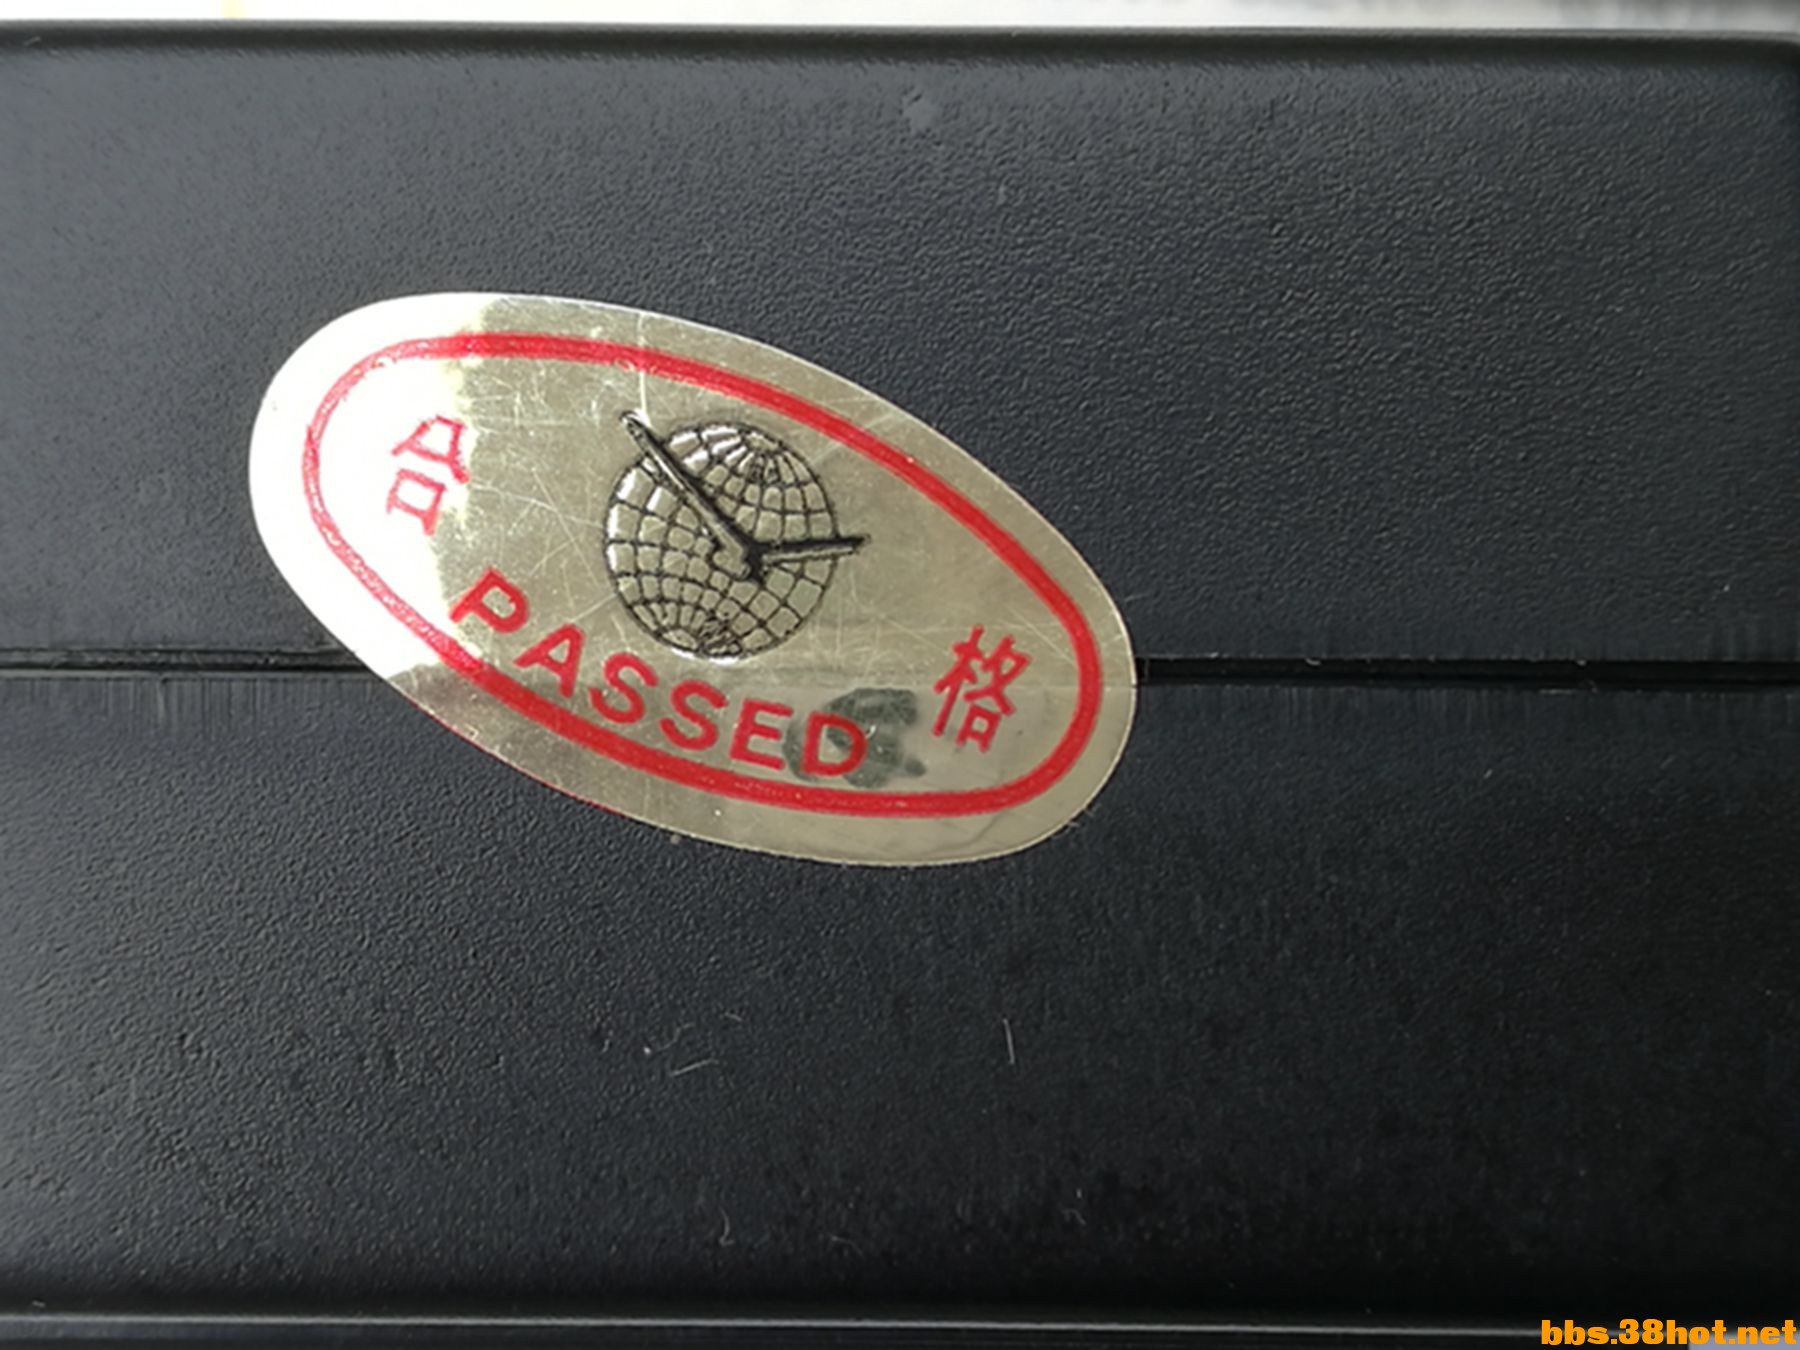 合 格
PASSED
bbs.38hot.net